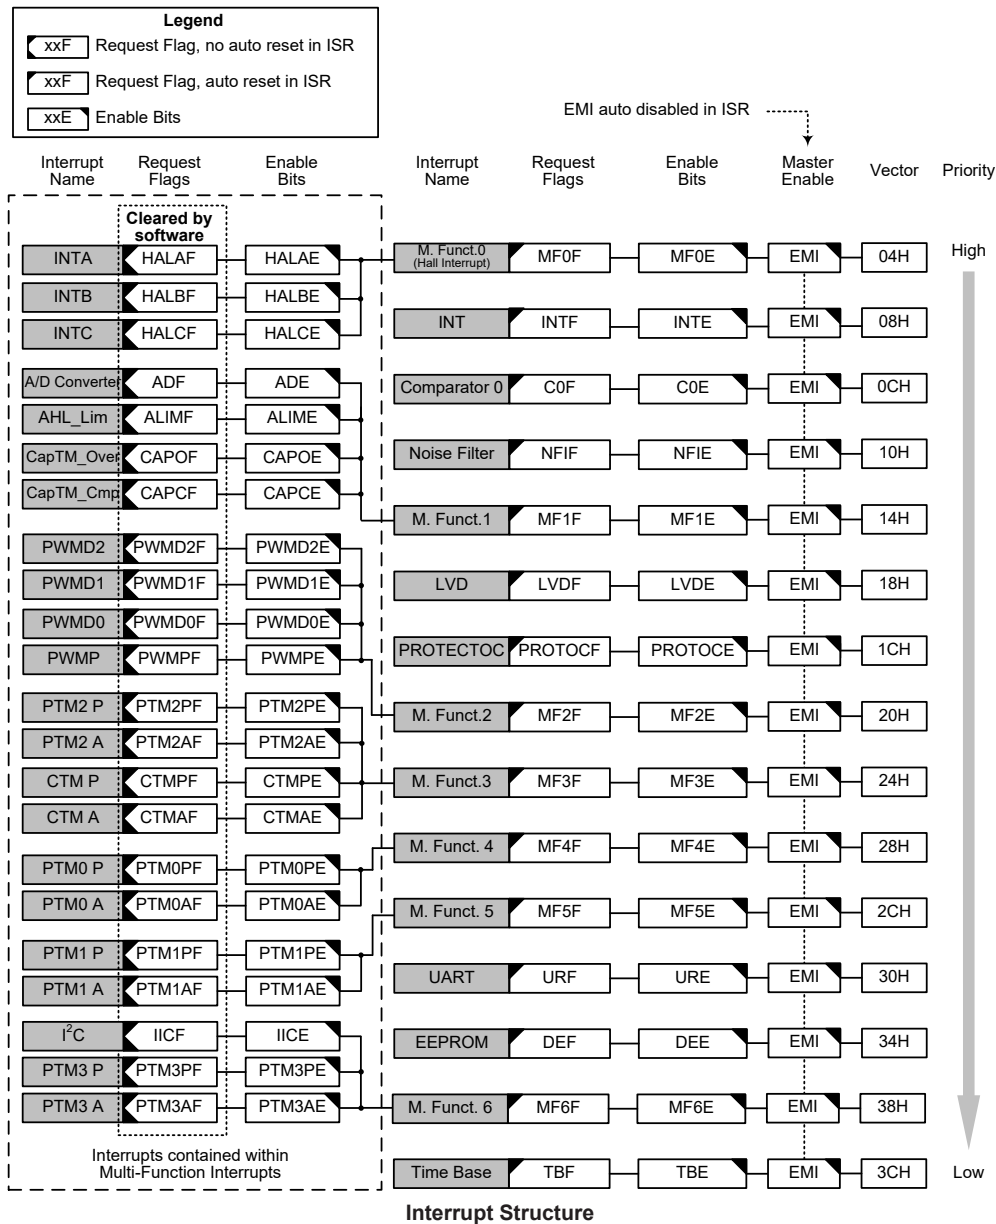 Legend
xxF Request Flag, no auto reset in ISR
xxF Request Flag, auto reset in ISR
xxE Enable Bits
EMI auto disabled in ISR
Interrupt Name
Request Flags
Enable Bits
Cleared by software
INTA HALAF HALAE
INTB HALBF HALBE
INTC HALCF HALCE
A/D Converter ADF ADE
AHL_Lim ALIMF ALIME
CapTM_Over CAPOF CAPOE
CapTM_Cmp CAPCF CAPCE
PWMD2 PWMD2F PWMD2E
PWMD1 PWMD1F PWMD1E
PWMD0 PWMD0F PWMD0E
PWMP PWMPF PWMPE
PTM2 P PTM2PF PTM2PE
PTM2 A PTM2AF PTM2AE
CTM P CTMPF CTMPE
CTM A CTMAF CTMAE
PTM0 P PTM0PF PTM0PE
PTM0 A PTM0AF PTM0AE
PTM1 P PTM1PF PTM1PE
PTM1 A PTM1AF PTM1AE
I²C IICF IICE
PTM3 P PTM3PF PTM3PE
PTM3 A PTM3AF PTM3AE
Interrupts contained within
Multi-Function Interrupts
Interrupt Name
Request Flags
Enable Bits
Master Enable
Vector
Priority
M. Funct.0 (Hall Interrupt) MF0F MF0E EMI 04H
High
INT INTF INTE EMI 08H
Comparator 0 C0F C0E EMI 0CH
Noise Filter NFIF NFIE EMI 10H
M. Funct.1 MF1F MF1E EMI 14H
LVD LVDF LVDE EMI 18H
PROTECTOC PROTOCF PROTOCE EMI 1CH
M. Funct.2 MF2F MF2E EMI 20H
M. Funct.3 MF3F MF3E EMI 24H
M. Funct. 4 MF4F MF4E EMI 28H
M. Funct. 5 MF5F MF5E EMI 2CH
UART URF URE EMI 30H
EEPROM DEF DEE EMI 34H
M. Funct. 6 MF6F MF6E EMI 38H
Time Base TBF TBE EMI 3CH
Low
Interrupt Structure